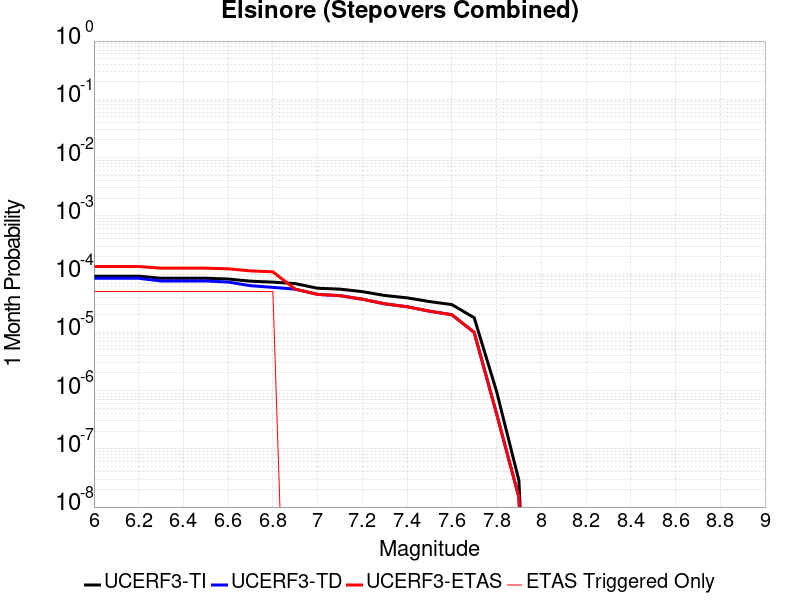 Elsinore (Stepovers Combined)
1 Month Probability
10^0
10^-1
10^-2
10^-3
10^-4
10^-5
10^-6
10^-7
10^-8
6 6.2 6.4 6.6 6.8 7 7.2 7.4 7.6 7.8 8 8.2 8.4 8.6 8.8 9
Magnitude
UCERF3-TI UCERF3-TD UCERF3-ETAS ETAS Triggered Only